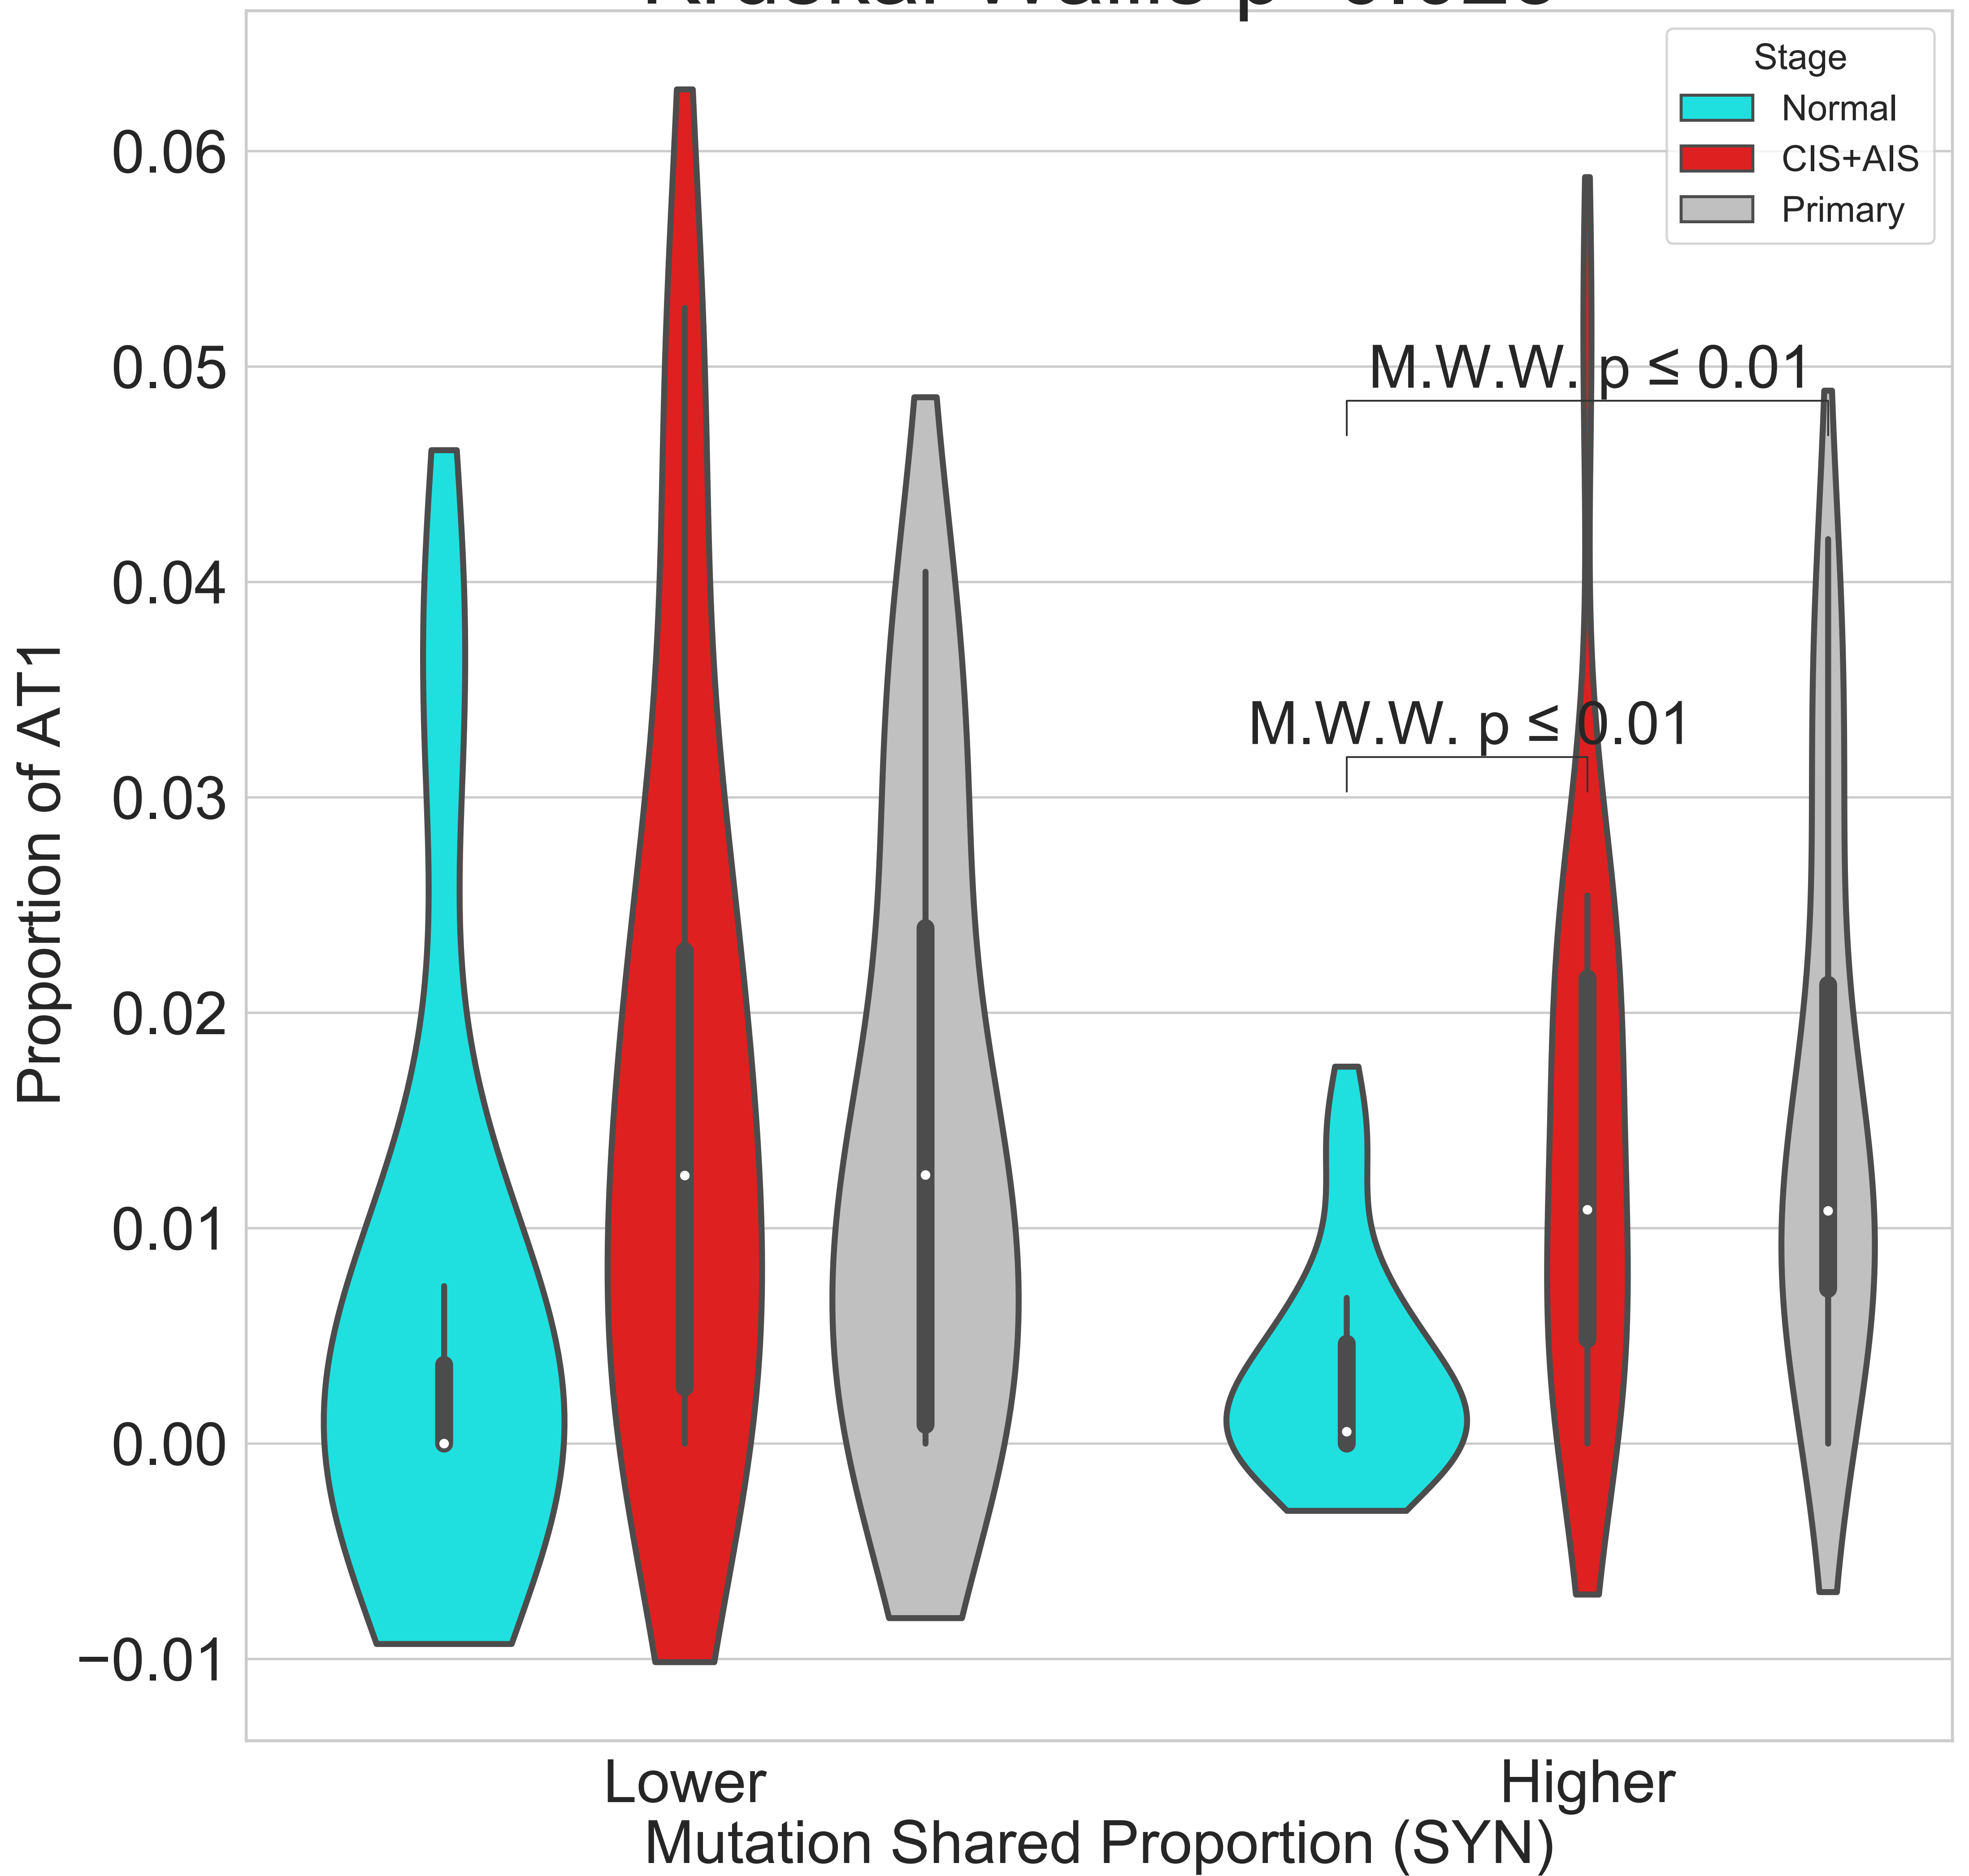 Stage
Normal
CIS+AIS
Primary
0.06
0.05
0.04
0.03
0.02
0.01
0.00
−0.01
Proportion of AT1
M.W.W. p ≤ 0.01
M.W.W. p ≤ 0.01
Lower
Higher
Mutation Shared Proportion (SYN)